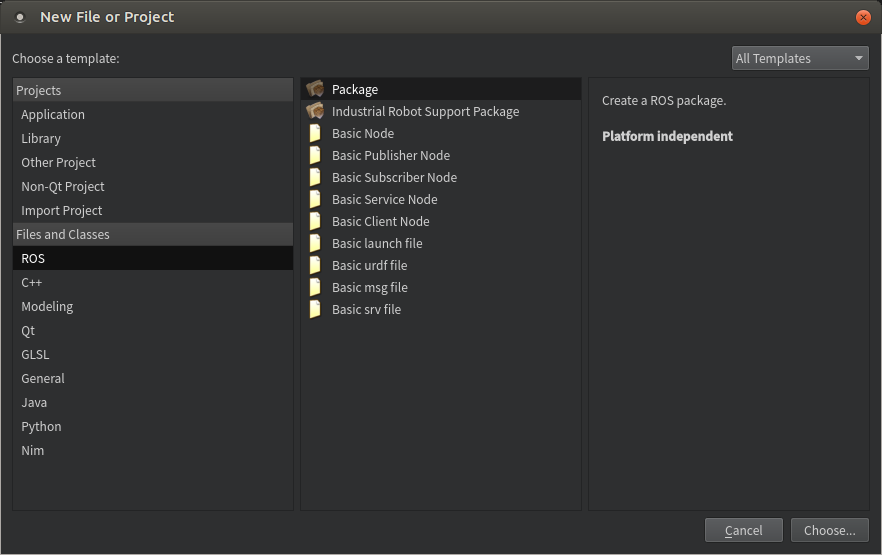 New File or Project
Choose a template:
All Templates
Projects
Application
Library
Other Project
Non-Qt Project
Import Project
Files and Classes
ROS
C++
Modeling
Qt
GLSL
General
Java
Python
Nim
Package
Industrial Robot Support Package
Basic Node
Basic Publisher Node
Basic Subscriber Node
Basic Service Node
Basic Client Node
Basic launch file
Basic urdf file
Basic msg file
Basic srv file
Create a ROS package.
Platform independent
Cancel
Choose...